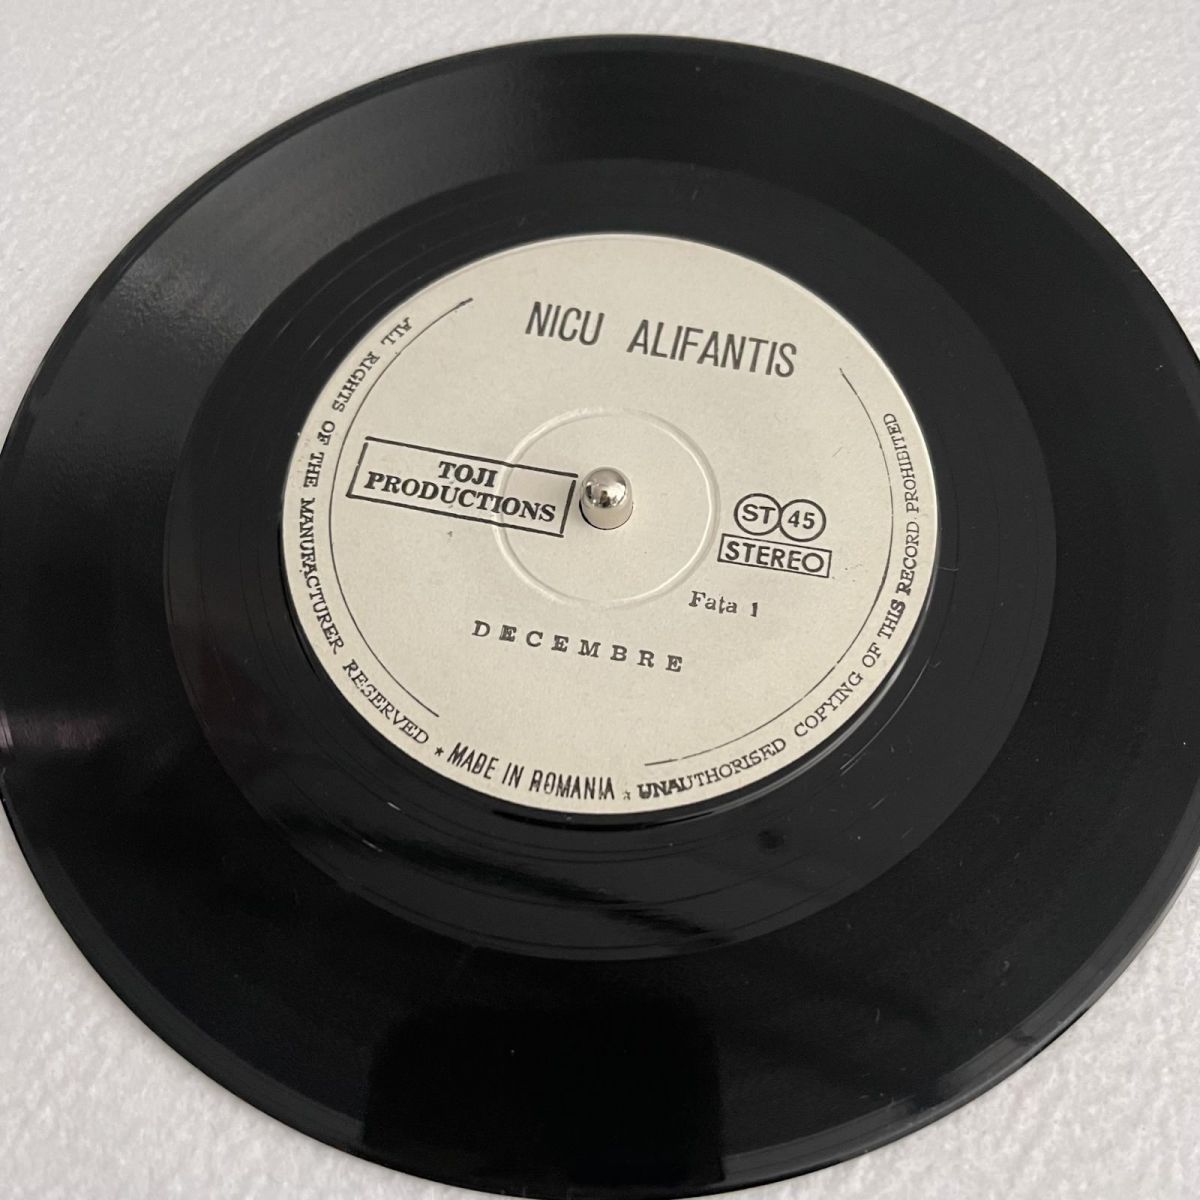 NICU ALIFANTIS
TOJI
PRODUCTIONS
ST 45
STEREO
Fata 1
DECEMBRE
ALL RIGHTS OF THE MANUFACTURER RESERVED * MADE IN ROMANIA * UNAUTHORISED COPYING OF THIS RECORD PROHIBITED